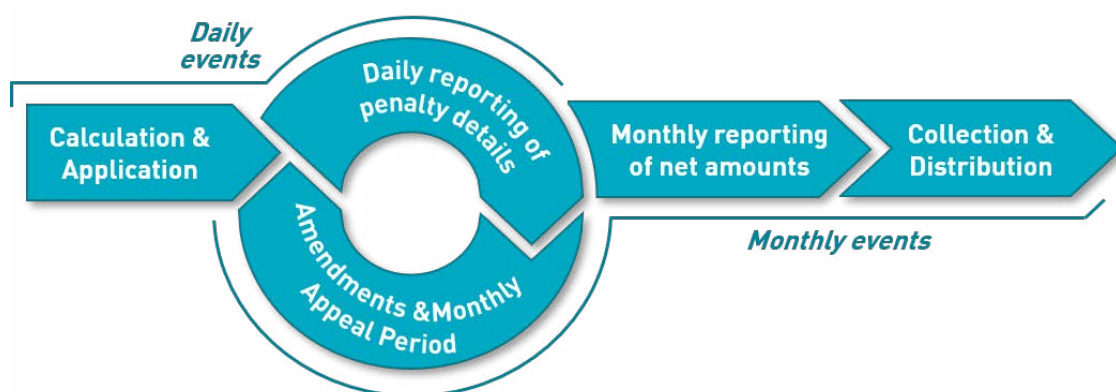 Daily
events
Calculation &
Application
Daily reporting of
penalty details
Amendments &Monthly
Appeal Period
Monthly reporting
of net amounts
Collection &
Distribution
Monthly events